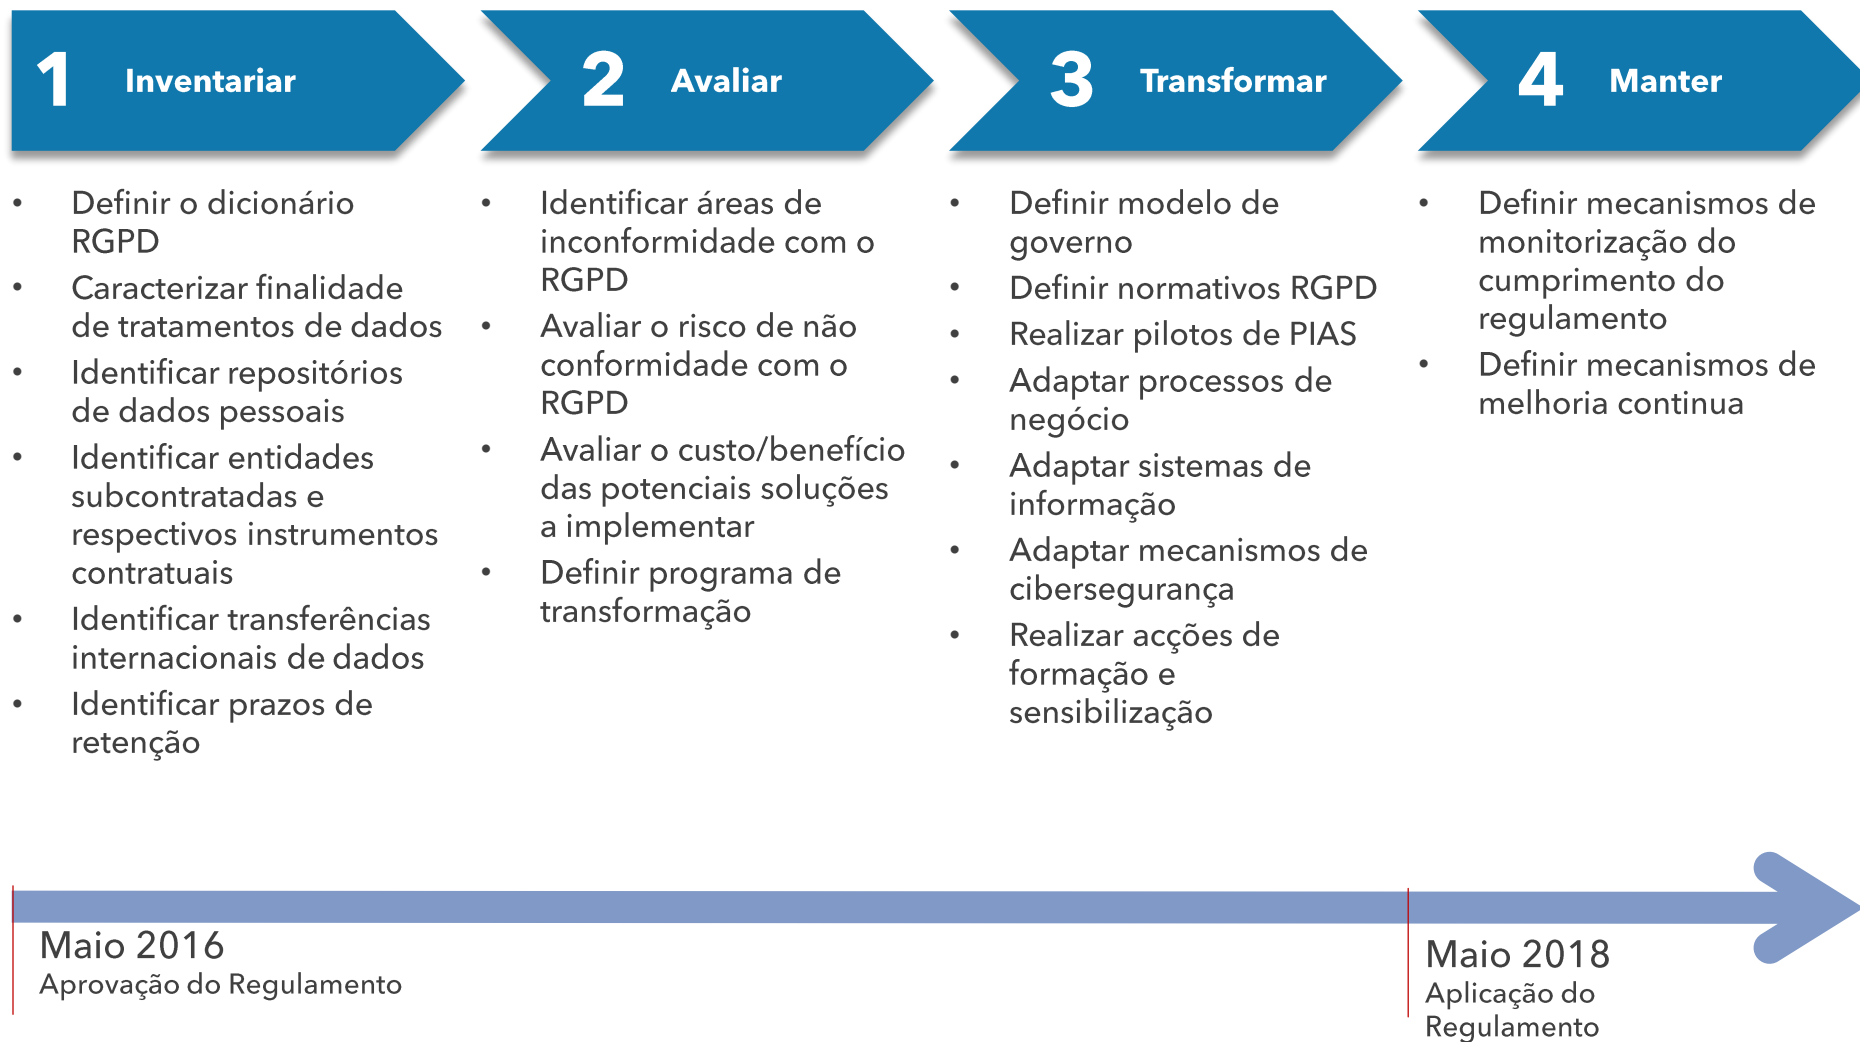 1 Inventariar
• Definir o dicionário
RGPD
• Caracterizar finalidade
de tratamentos de dados
• Identificar repositórios
de dados pessoais
• Identificar entidades
subcontratadas e
respectivos instrumentos
contratuais
• Identificar transferências
internacionais de dados
• Identificar prazos de
retenção
2 Avaliar
• Identificar áreas de
inconformidade com o
RGPD
• Avaliar o risco de não
conformidade com o
RGPD
• Avaliar o custo/benefício
das potenciais soluções
a implementar
• Definir programa de
transformação
3 Transformar
• Definir modelo de
governo
• Definir normativos RGPD
• Realizar pilotos de PIAS
• Adaptar processos de
negócio
• Adaptar sistemas de
informação
• Adaptar mecanismos de
cibersegurança
• Realizar acções de
formação e
sensibilização
4 Manter
• Definir mecanismos de
monitorização do
cumprimento do
regulamento
• Definir mecanismos de
melhoria continua
Maio 2016
Aprovação do Regulamento
Maio 2018
Aplicação do
Regulamento